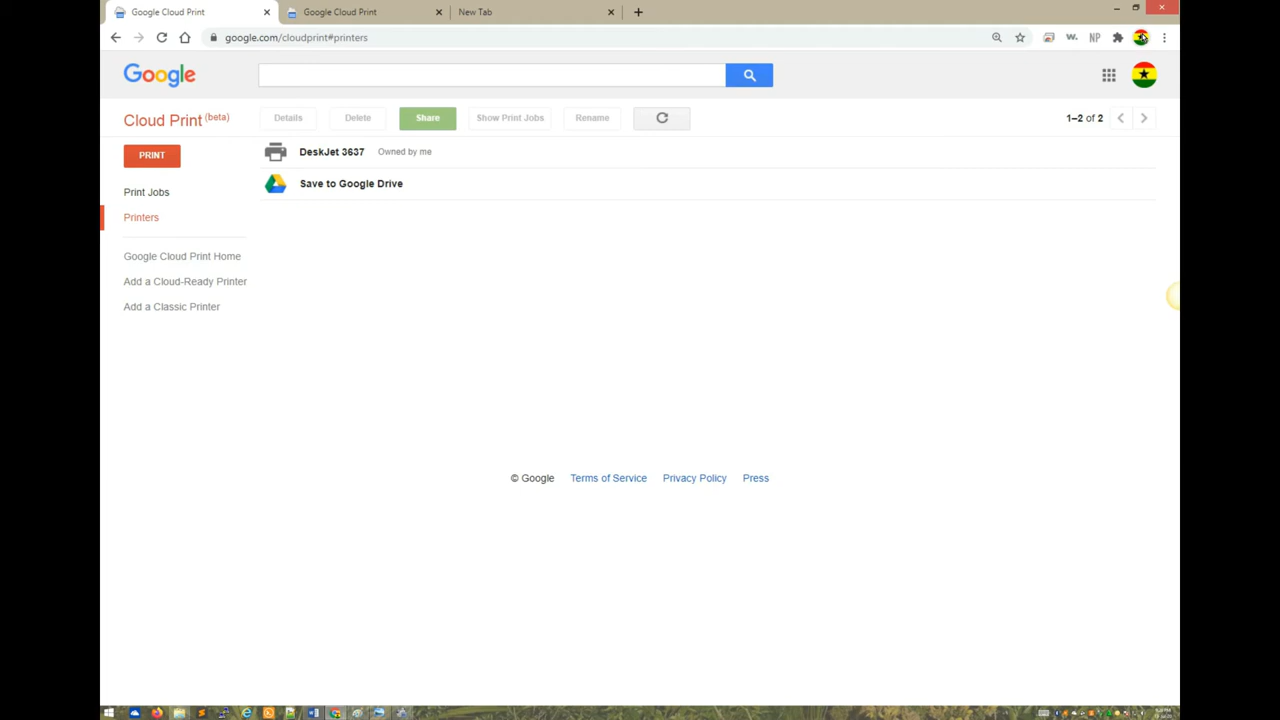 Google Cloud Print
Google Cloud Print
New Tab
google.com/cloudprint#printers
W.
NP
Google
Cloud Print (beta)
Details
Delete
Share
Show Print Jobs
Rename
1–2 of 2
PRINT
DeskJet 3637
Owned by me
Print Jobs
Save to Google Drive
Printers
Google Cloud Print Home
Add a Cloud-Ready Printer
Add a Classic Printer
© Google
Terms of Service
Privacy Policy
Press